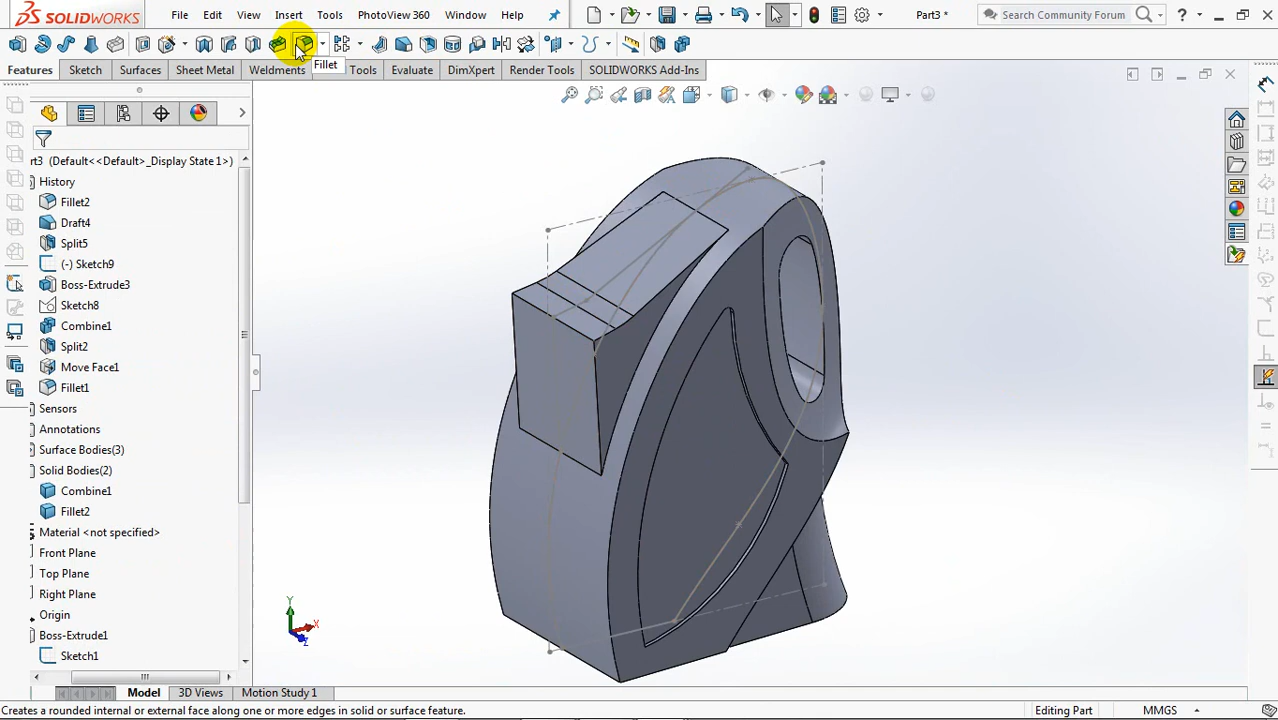 SOLIDWORKS File Edit View Insert Tools PhotoView 360 Window Help Part3 * Search Community Forum ?
Fillet
Features Sketch Surfaces Sheet Metal Weldments Tools Evaluate DimXpert Render Tools SOLIDWORKS Add-Ins
rt3 (Default<<Default>_Display State 1>)
History
Fillet2
Draft4
Split5
(-) Sketch9
Boss-Extrude3
Sketch8
Combine1
Split2
Move Face1
Fillet1
Sensors
Annotations
Surface Bodies(3)
Solid Bodies(2)
Combine1
Fillet2
Material <not specified>
Front Plane
Top Plane
Right Plane
Origin
Boss-Extrude1
Sketch1
Y
X
Z
Model 3D Views Motion Study 1
Creates a rounded internal or external face along one or more edges in solid or surface feature. Editing Part MMGS